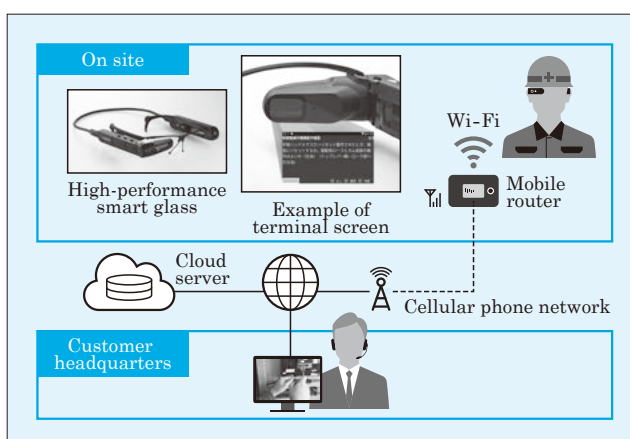 On site
High-performance
smart glass
Example of
terminal screen
Wi-Fi
Mobile
router
Cloud
server
Cellular phone network
Customer
headquarters